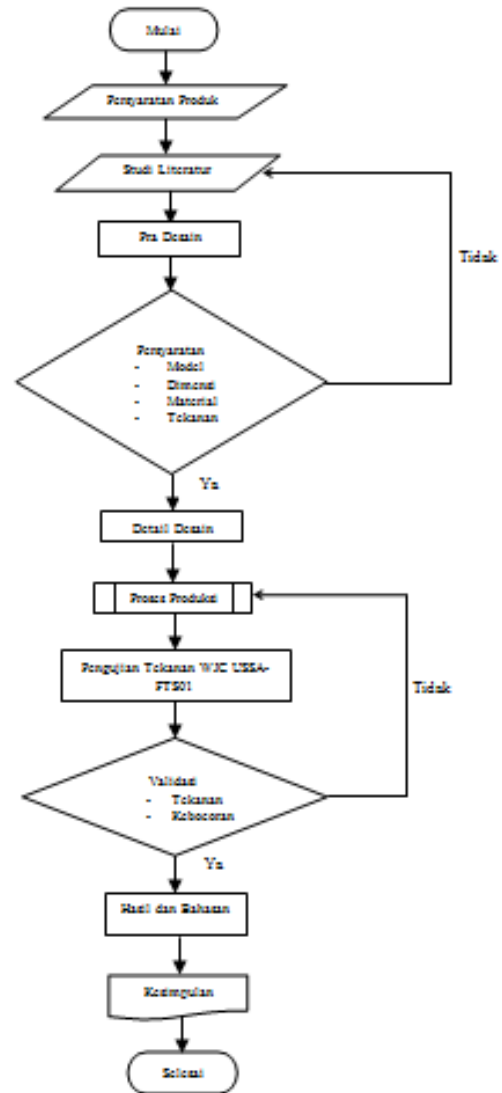 Mulai
Persyaratan Produk
Studi Literatur
Tidak
Pra Desain
Persyaratan
- Model
- Dimensi
- Material
- Tekanan
Ya
Detail Desain
Proses Produksi
Pengujian Tekanan WJC USSA-
FTS01
Tidak
Validasi
- Tekanan
- Kebocoran
Ya
Hasil dan Bahasan
Kesimpulan
Selesai